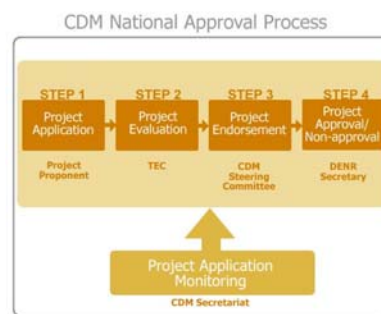 CDM National Approval Process
STEP 1
Project
Application
Project
Proponent
STEP 2
Project
Evaluation
TEC
STEP 3
Project
Endorsement
CDM
Steering
Committee
STEP 4
Project
Approval/
Non-approval
DENR
Secretary
Project Application
Monitoring
CDM Secretariat